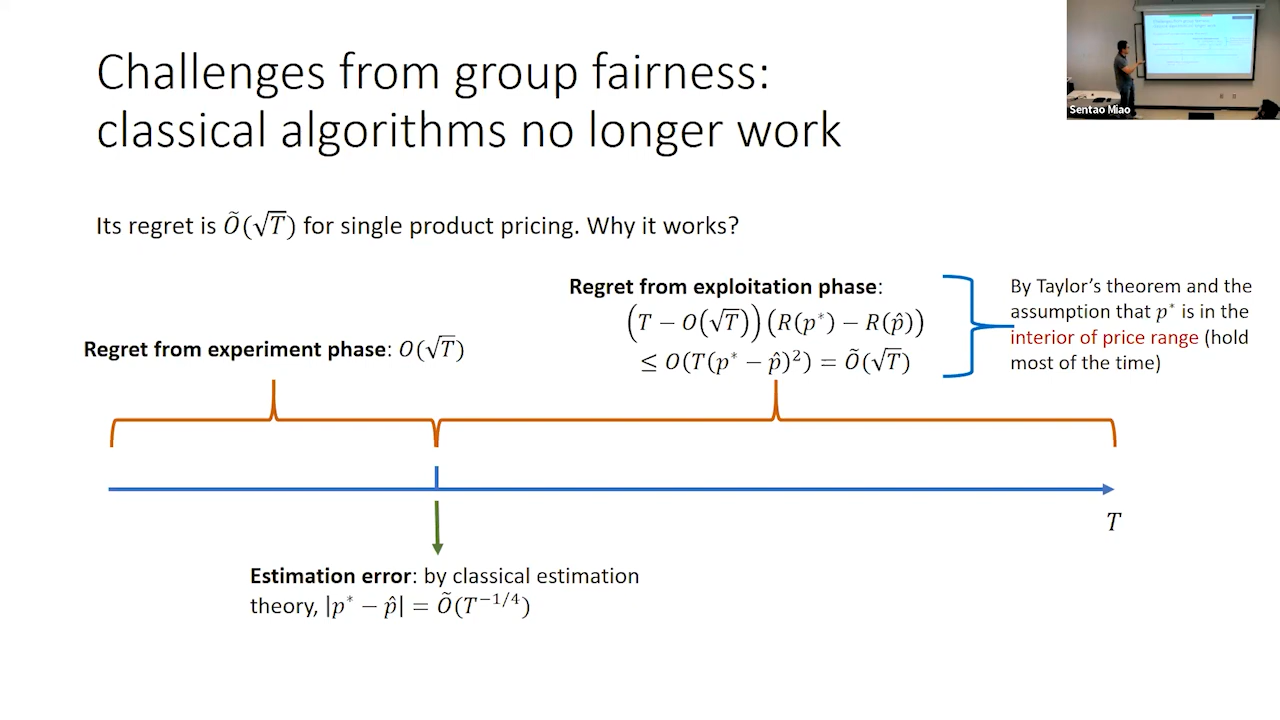 Challenges from group fairness:
classical algorithms no longer work
Sentao Miao
Its regret is Õ(√T) for single product pricing. Why it works?
Regret from exploitation phase:
(T − O(√T))(R(p*) − R(p̂))
≤ O(T(p* − p̂)²) = Õ(√T)
By Taylor's theorem and the
assumption that p* is in the
interior of price range (hold
most of the time)
Regret from experiment phase: O(√T)
T
Estimation error: by classical estimation
theory, |p* − p̂| = Õ(T^{−1/4})